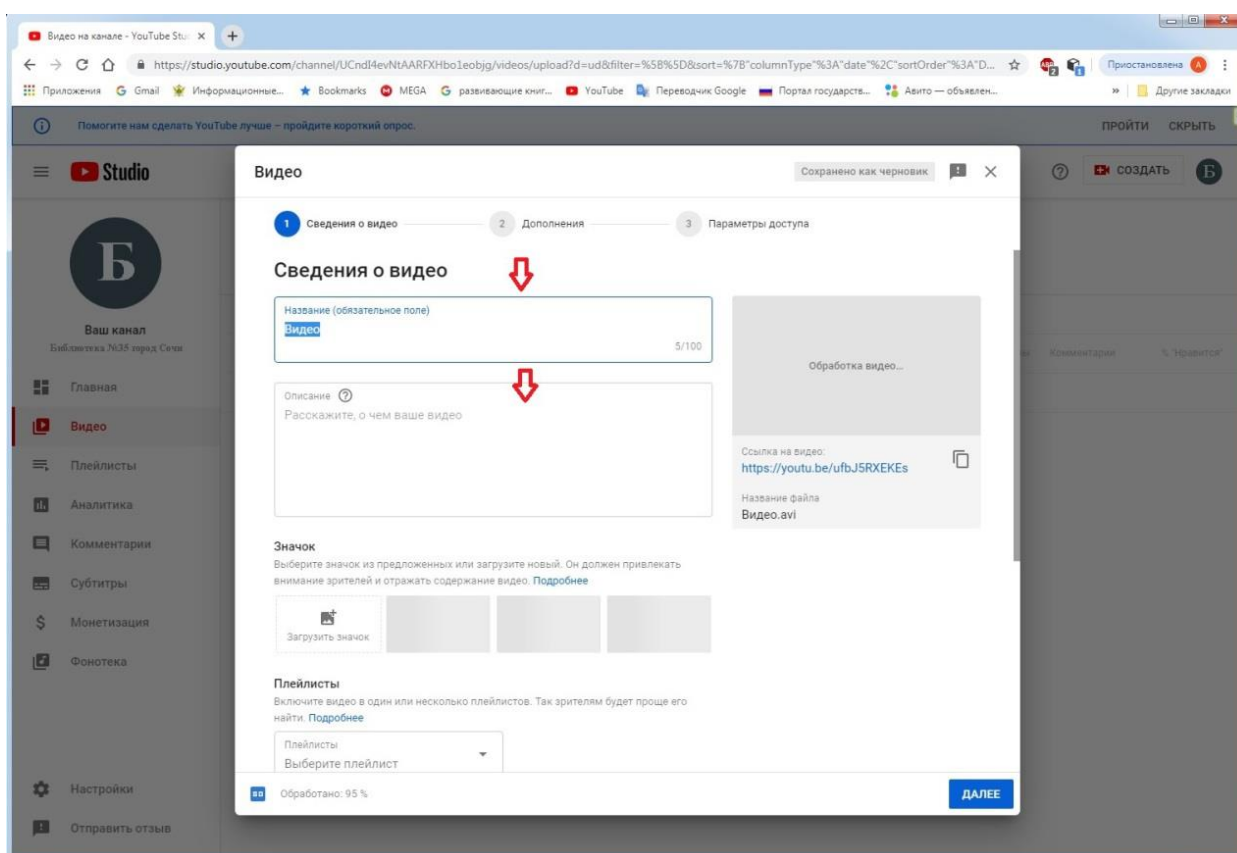 Видео на канале - YouTube Stu
https://studio.youtube.com/channel/UCndI4evNtAARFXHbo1eobjg/videos/upload?d=ud&filter=%5B%5D&sort=%7B"columnType"%3A"date"%2C"sortOrder"%3A"D...
Приостановлена
Приложения Gmail Информационные... Bookmarks MEGA развивающие книг... YouTube Переводчик Google Портал государств... Авито — объявлен... » Другие закладки
Помогите нам сделать YouTube лучше – пройдите короткий опрос. ПРОЙТИ СКРЫТЬ
Studio
Видео
Сохранено как черновик
СОЗДАТЬ
Б
1 Сведения о видео 2 Дополнения 3 Параметры доступа
Б
Ваш канал
Библиотека №35 город Сочи
Главная
Видео
Плейлисты
Аналитика
Комментарии
Субтитры
Монетизация
Фонотека
Настройки
Отправить отзыв
Сведения о видео
Название (обязательное поле)
Видео
5/100
Описание
Расскажите, о чем ваше видео
Обработка видео...
Ссылка на видео:
https://youtu.be/ufbJ5RXEKEs
Название файла
Видео.avi
Комментарии % "Нравится"
Значок
Выберите значок из предложенных или загрузите новый. Он должен привлекать
внимание зрителей и отражать содержание видео. Подробнее
Загрузить значок
Плейлисты
Включите видео в один или несколько плейлистов. Так зрителям будет проще его
найти. Подробнее
Плейлисты
Выберите плейлист
Обработано: 95 %
ДАЛЕЕ